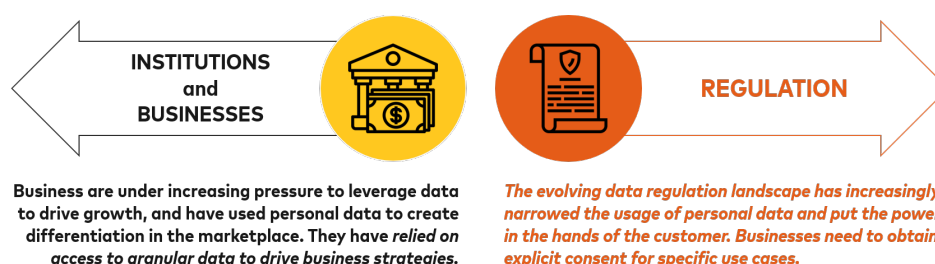 INSTITUTIONS
and
BUSINESSES
$
REGULATION
Business are under increasing pressure to leverage data
to drive growth, and have used personal data to create
differentiation in the marketplace. They have relied on
access to granular data to drive business strategies.
The evolving data regulation landscape has increasingly
narrowed the usage of personal data and put the power
in the hands of the customer. Businesses need to obtain
explicit consent for specific use cases.